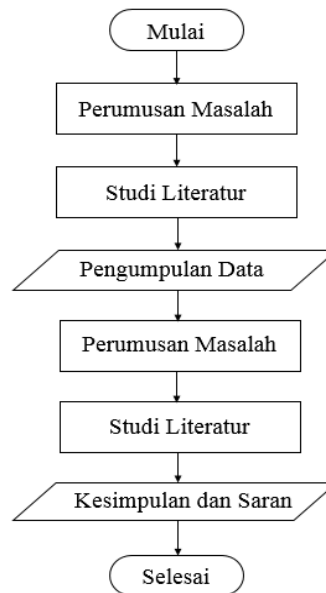 Mulai
Perumusan Masalah
Studi Literatur
Pengumpulan Data
Perumusan Masalah
Studi Literatur
Kesimpulan dan Saran
Selesai